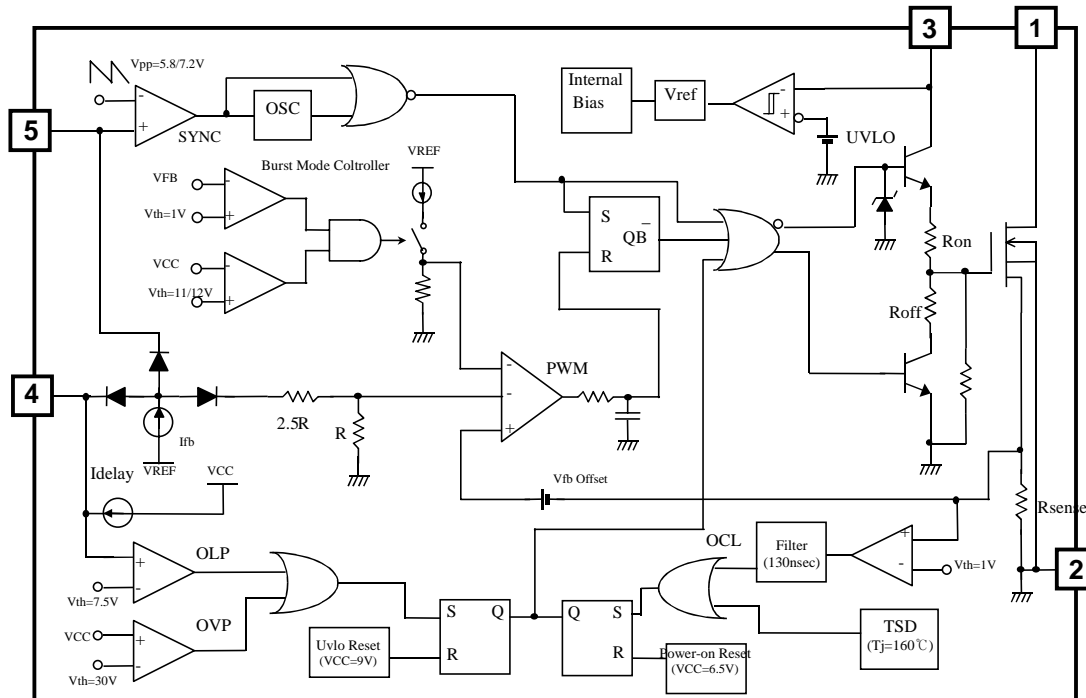 3
1
Vpp=5.8/7.2V
-
+
SYNC
OSC
5
Internal
Bias
Vref
-
+
UVLO
Burst Mode Coltroller
VREF
VFB
-
Vth=1V
+
VCC
-
Vth=11/12V
+
S
QB
R
Ron
Roff
4
Ifb
VREF
2.5R
R
-
-
+
PWM
Idelay
VCC
Vfb Offset
Rsense
OLP
+
-
Vth=7.5V
OVP
VCC
+
-
Vth=30V
S
Q
R
Uvlo Reset
(VCC=9V)
Q
S
R
OCL
Filter
(130nsec)
+
-
Vth=1V
2
TSD
(Tj=160℃)
Power-on Reset
(VCC=6.5V)